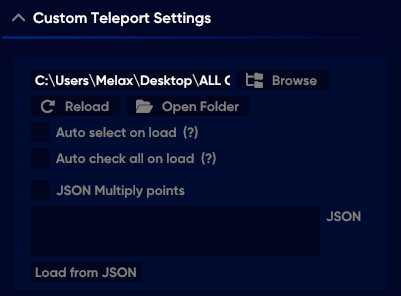 Custom Teleport Settings
C:\Users\Melax\Desktop\ALL C Browse
Reload Open Folder
Auto select on load (?)
Auto check all on load (?)
JSON Multiply points
JSON
Load from JSON